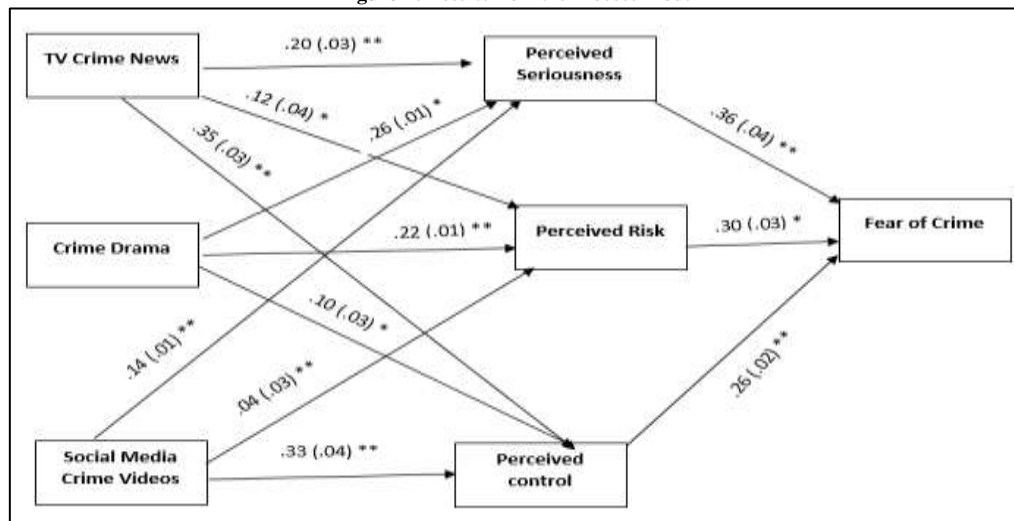 TV Crime News
.20 (.03) **
Perceived
Seriousness
.12 (.04) *
.26 (.01) *
.35 (.03) **
.36 (.04) **
Crime Drama
.22 (.01) **
Perceived Risk
.30 (.03) *
Fear of Crime
.10 (.03) *
.14 (.01) **
.04 (.03) **
.26 (.02) **
Social Media
Crime Videos
.33 (.04) **
Perceived
control